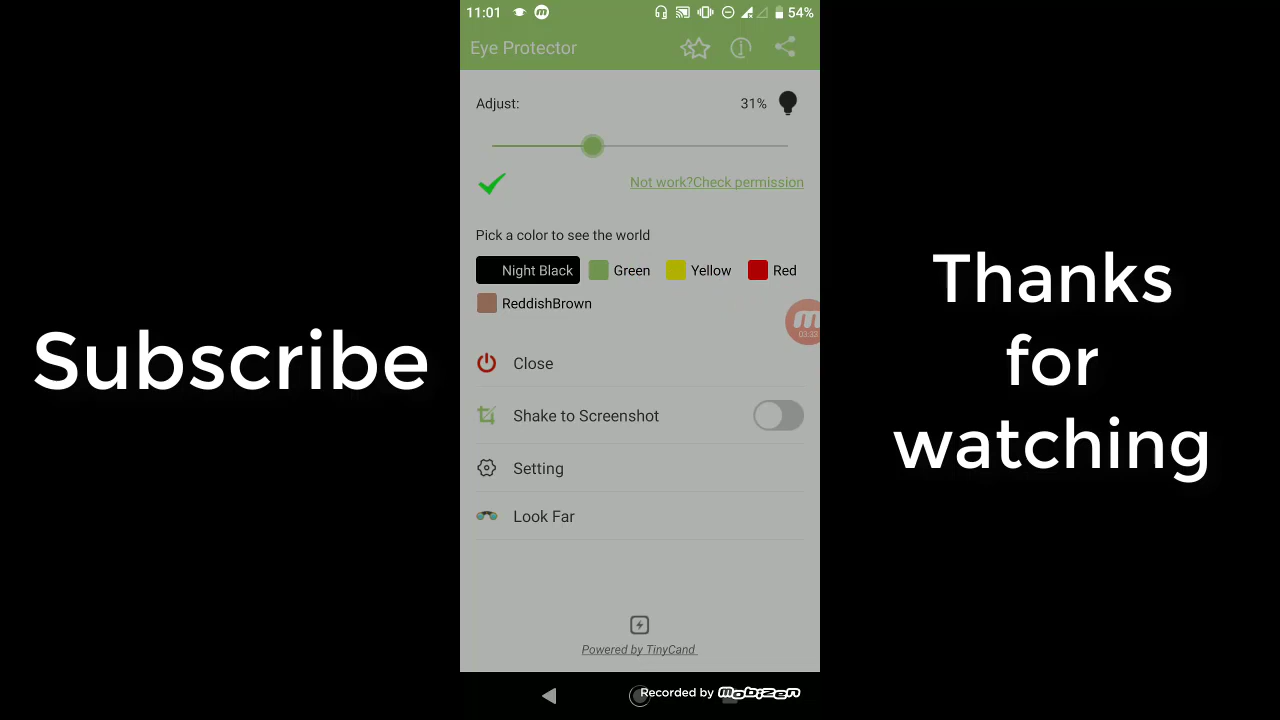 11:01
54%
Eye Protector
Adjust:
31%
Not work?Check permission
Pick a color to see the world
Night Black
Green
Yellow
Red
ReddishBrown
03:33
Close
Shake to Screenshot
Setting
Look Far
Powered by TinyCand
Recorded by mobizen
Subscribe
Thanks
for
watching